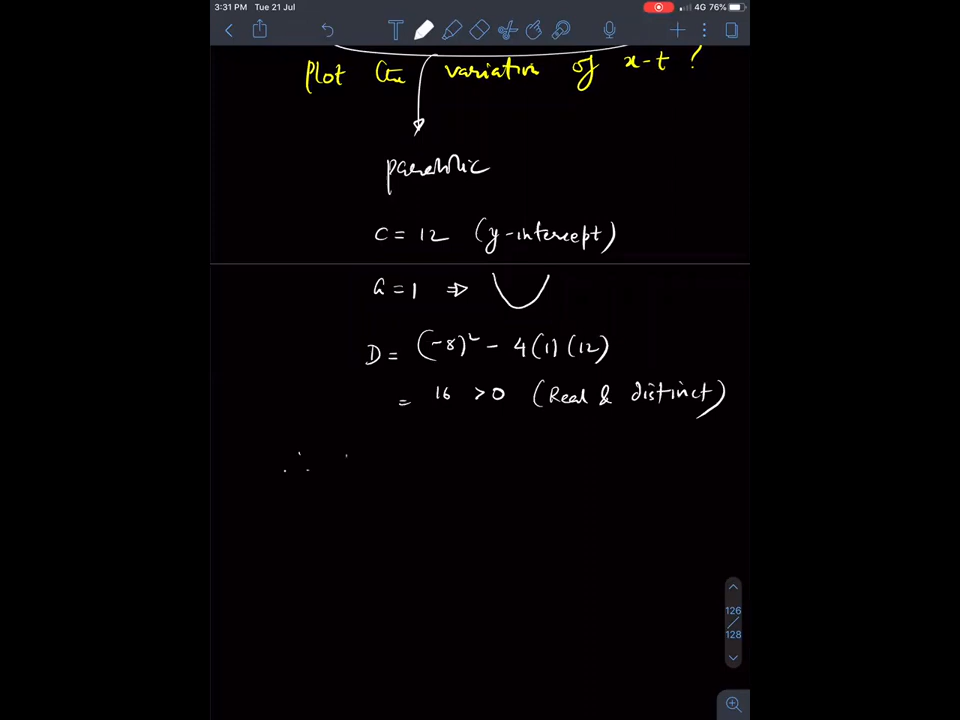 3:31 PM Tue 21 Jul
4G 76%
T
plot the variation of x-t ?
parabolic
C = 12 (y-intercept)
a = 1 ⇒
D = (-8)² - 4(1)(12)
= 16 > 0 (Real & distinct)
∴
126
/
128